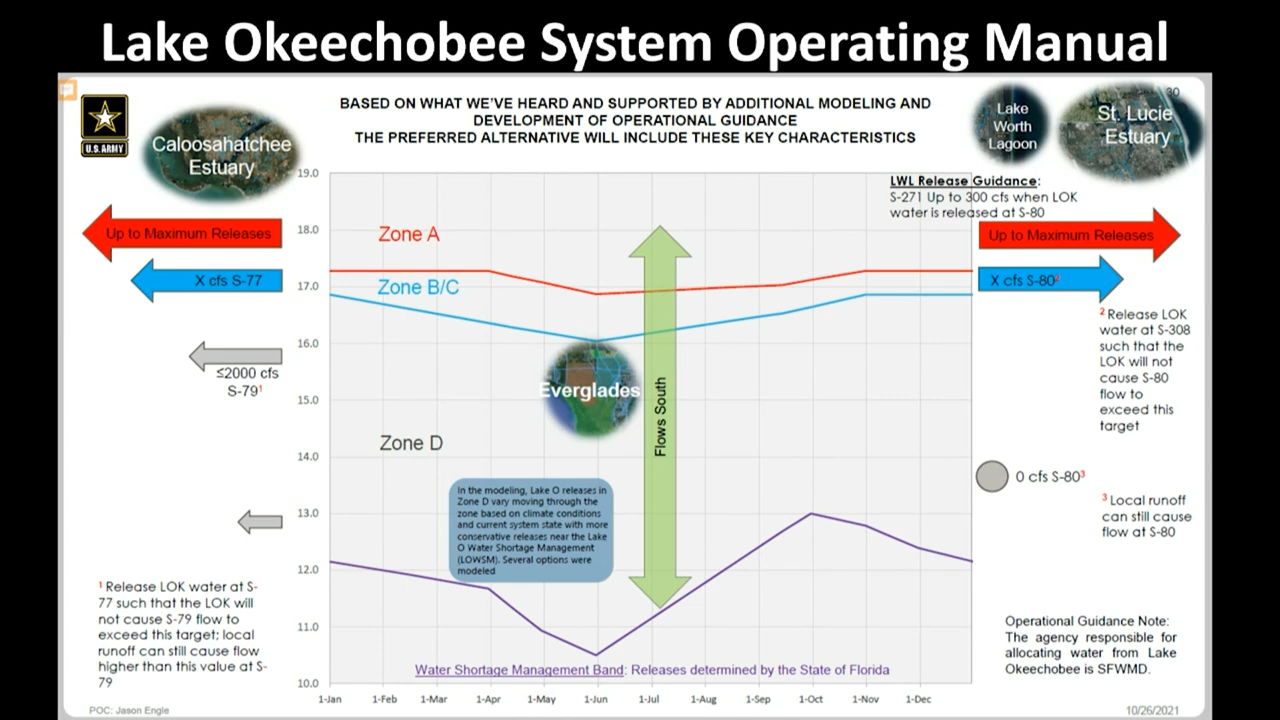 Lake Okeechobee System Operating Manual
U.S. ARMY
Caloosahatchee
Estuary
BASED ON WHAT WE'VE HEARD AND SUPPORTED BY ADDITIONAL MODELING AND
DEVELOPMENT OF OPERATIONAL GUIDANCE
THE PREFERRED ALTERNATIVE WILL INCLUDE THESE KEY CHARACTERISTICS
Lake
Worth
Lagoon
30
St. Lucie
Estuary
LWL Release Guidance:
S-271 Up to 300 cfs when LOK
water is released at S-80
Up to Maximum Releases
X cfs S-77
≤2000 cfs
S-79¹
¹ Release LOK water at S-
77 such that the LOK will
not cause S-79 flow to
exceed this target; local
runoff can still cause flow
higher than this value at S-
79
19.0
18.0
17.0
16.0
15.0
14.0
13.0
12.0
11.0
10.0
Zone A
Zone B/C
Everglades
Flows South
Zone D
In the modeling, Lake O releases in
Zone D vary moving through the
zone based on climate conditions
and current system state with more
conservative releases near the Lake
O Water Shortage Management
(LOWSM). Several options were
modeled
Water Shortage Management Band: Releases determined by the State of Florida
1-Jan 1-Feb 1-Mar 1-Apr 1-May 1-Jun 1-Jul 1-Aug 1-Sep 1-Oct 1-Nov 1-Dec
Up to Maximum Releases
X cfs S-80²
² Release LOK
water at S-308
such that the
LOK will not
cause S-80
flow to
exceed this
target
0 cfs S-80³
³ Local runoff
can still cause
flow at S-80
Operational Guidance Note:
The agency responsible for
allocating water from Lake
Okeechobee is SFWMD.
POC: Jason Engle
10/26/2021